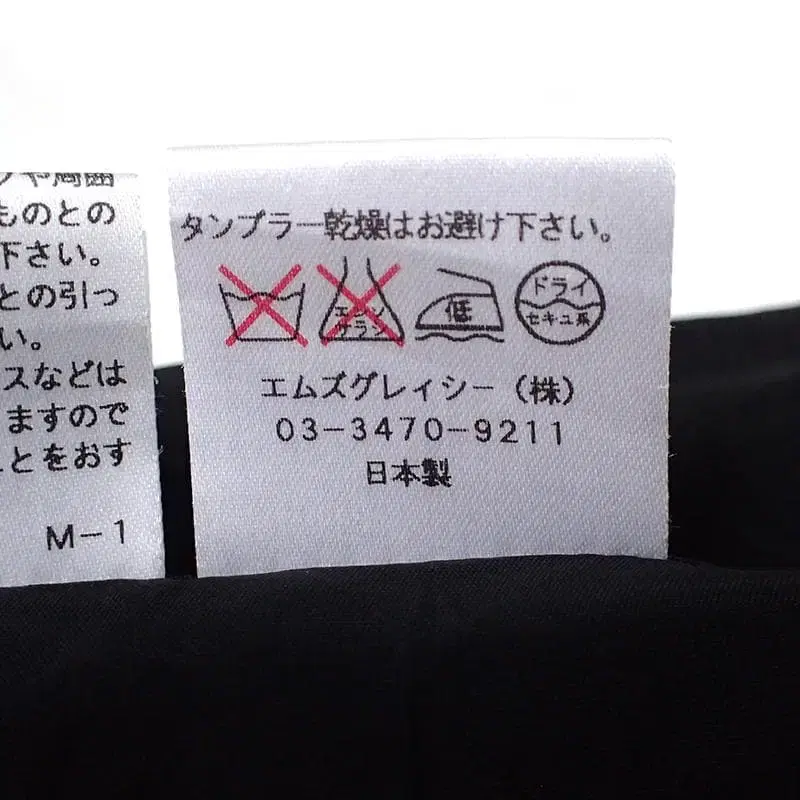 ものとの
下さい。
との引っ
い。
スなどは
ますので
とをおす
M-1
タンブラー乾燥はお避け下さい。
エンソ
サラシ
低
ドライ
セキユ系
エムズグレイシー（株）
03-3470-9211
日本製